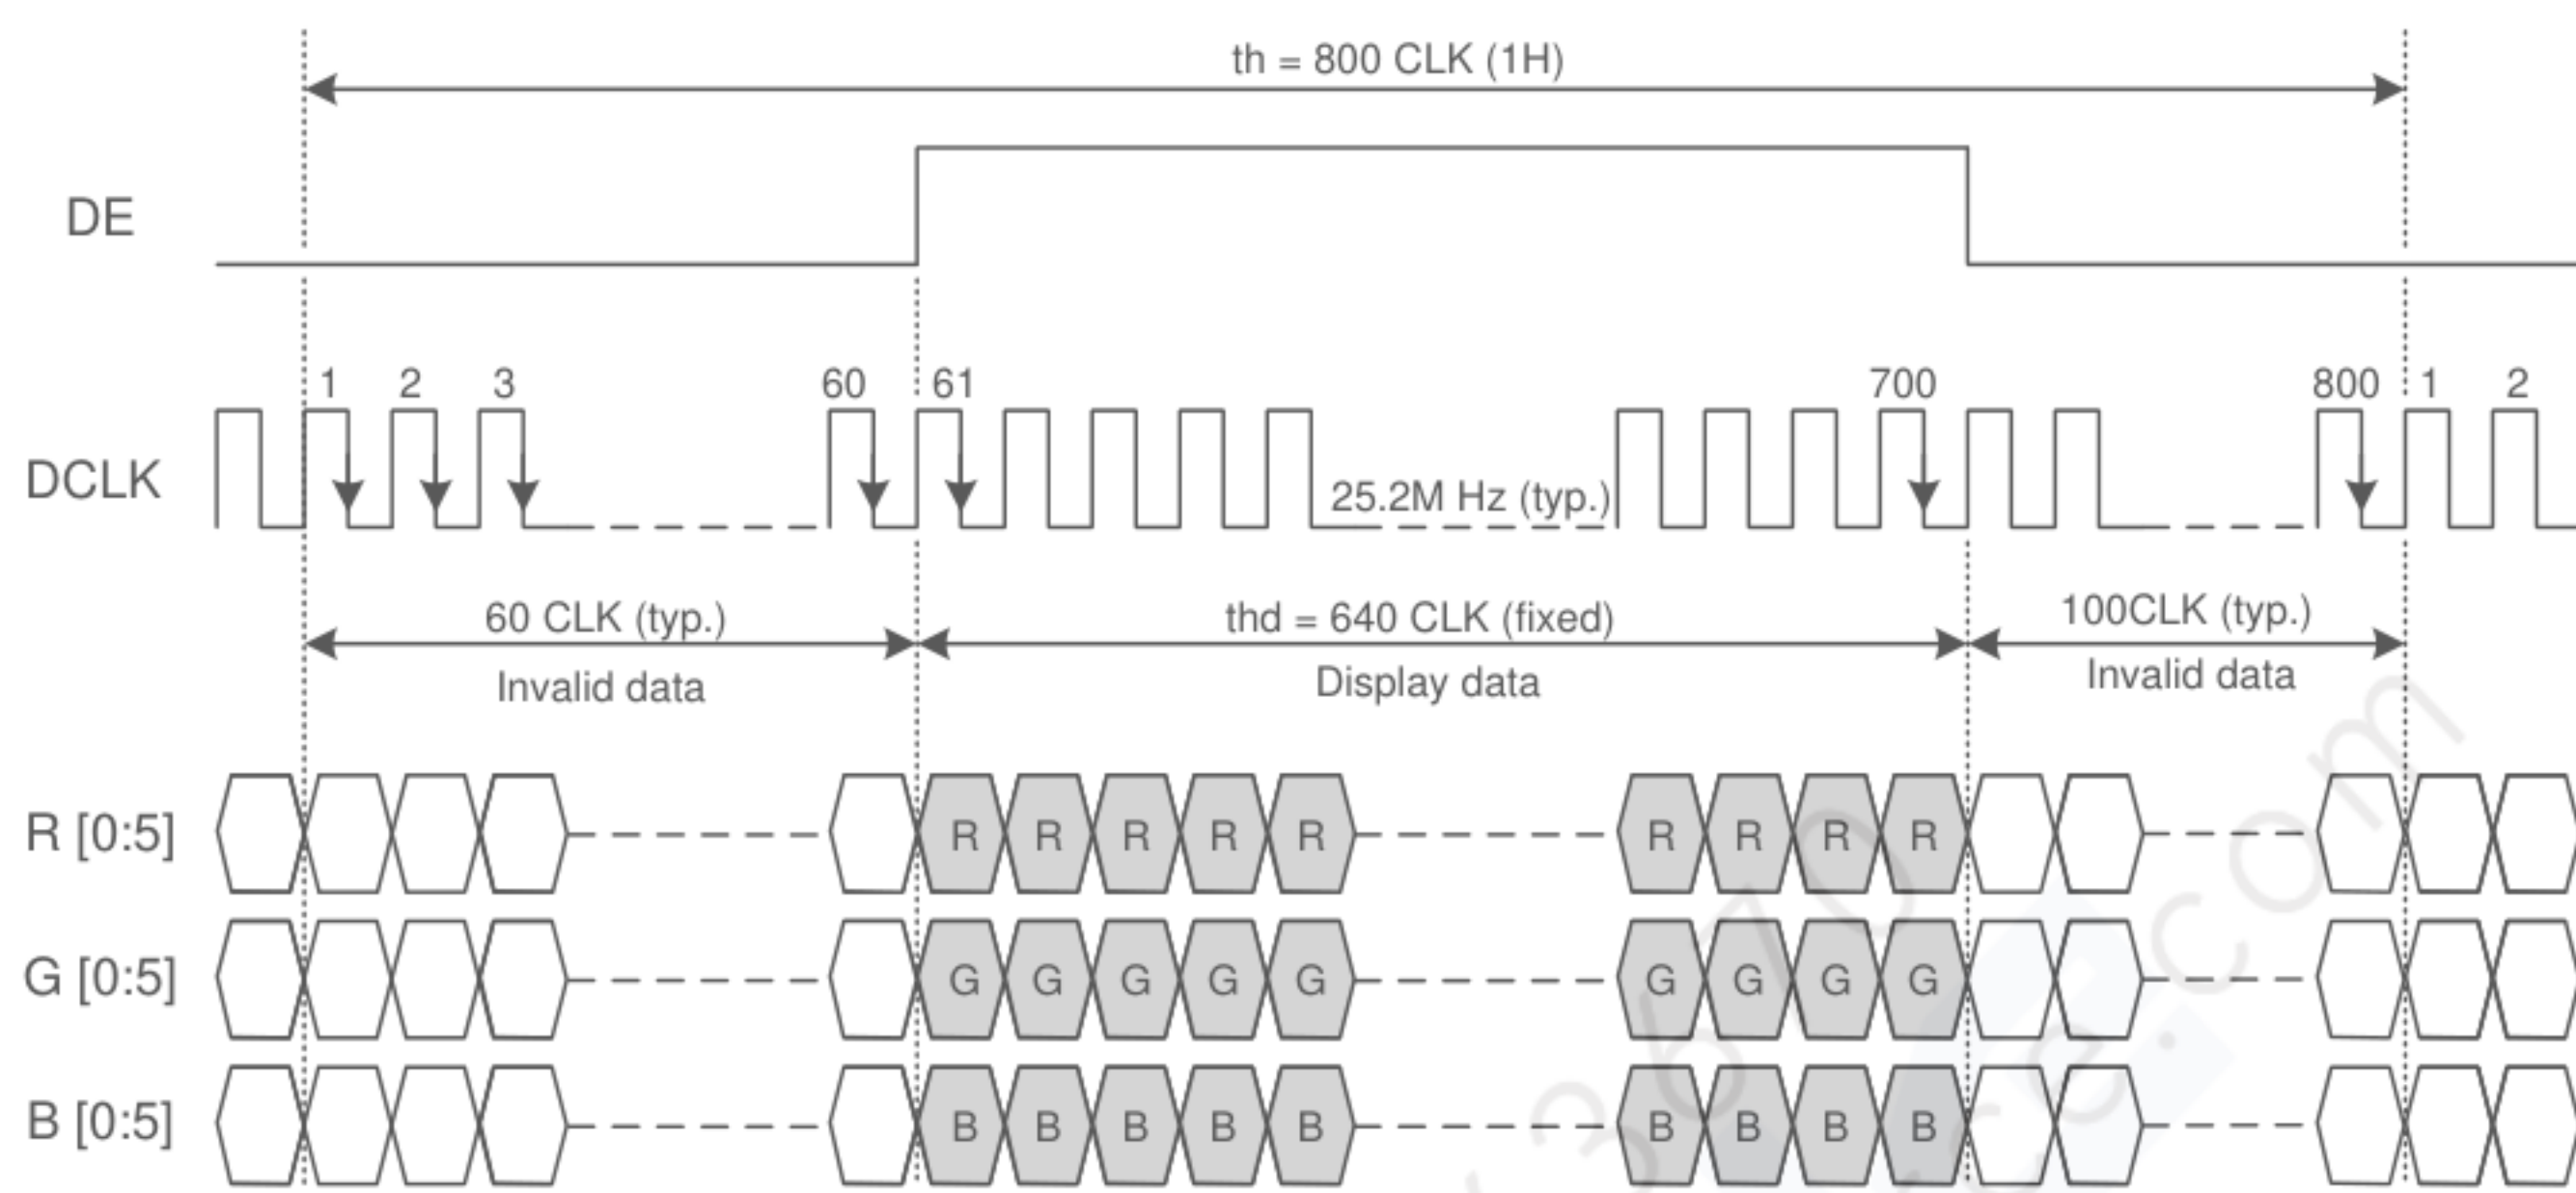 th = 800 CLK (1H)
DE
1 2 3 60 61 700 800 1 2
DCLK
25.2M Hz (typ.)
60 CLK (typ.) thd = 640 CLK (fixed) 100CLK (typ.)
Invalid data Display data Invalid data
R [0:5] R R R R R R R R R
G [0:5] G G G G G G G G G
B [0:5] B B B B B B B B B